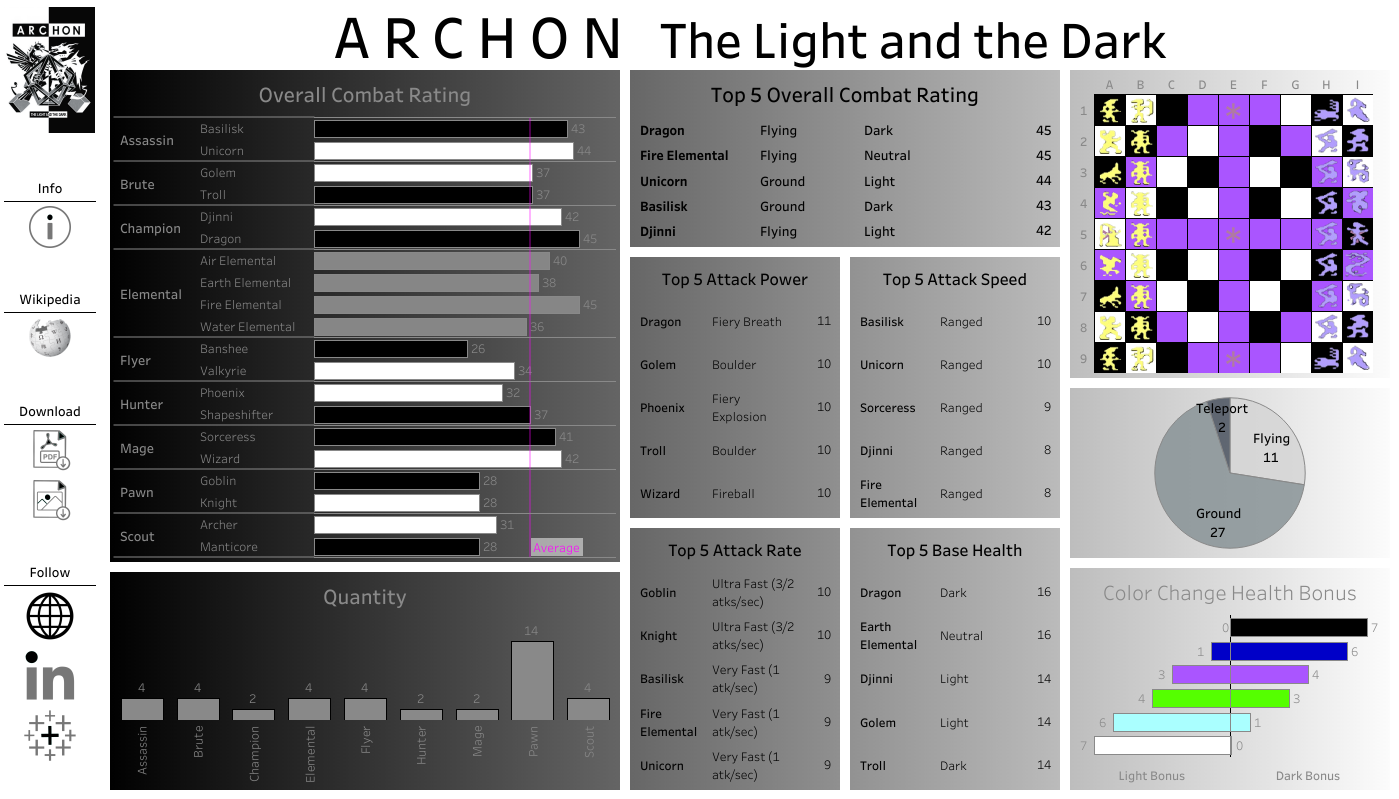 ARCHON The Light and the Dark
ARCHON
THE LIGHT AND THE DARK
Info
Wikipedia
Download
PDF
Follow
in
Overall Combat Rating
Assassin
Basilisk 43
Unicorn 44
Brute
Golem 37
Troll 37
Champion
Djinni 42
Dragon 45
Elemental
Air Elemental 40
Earth Elemental 38
Fire Elemental 45
Water Elemental 36
Flyer
Banshee 26
Valkyrie 34
Hunter
Phoenix 32
Shapeshifter 37
Mage
Sorceress 41
Wizard 42
Pawn
Goblin 28
Knight 28
Scout
Archer 31
Manticore 28
Average
Quantity
4 4 2 4 4 2 2 14 4
Assassin
Brute
Champion
Elemental
Flyer
Hunter
Mage
Pawn
Scout
Top 5 Overall Combat Rating
Dragon Flying Dark 45
Fire Elemental Flying Neutral 45
Unicorn Ground Light 44
Basilisk Ground Dark 43
Djinni Flying Light 42
Top 5 Attack Power
Dragon Fiery Breath 11
Golem Boulder 10
Phoenix Fiery
Explosion 10
Troll Boulder 10
Wizard Fireball 10
Top 5 Attack Speed
Basilisk Ranged 10
Unicorn Ranged 10
Sorceress Ranged 9
Djinni Ranged 8
Fire
Elemental Ranged 8
Top 5 Attack Rate
Goblin Ultra Fast (3/2
atks/sec) 10
Knight Ultra Fast (3/2
atks/sec) 10
Basilisk Very Fast (1
atk/sec) 9
Fire
Elemental Very Fast (1
atk/sec) 9
Unicorn Very Fast (1
atk/sec) 9
Top 5 Base Health
Dragon Dark 16
Earth
Elemental Neutral 16
Djinni Light 14
Golem Light 14
Troll Dark 14
A B C D E F G H I
1
2
3
4
5
6
7
8
9
Teleport
2
Flying
11
Ground
27
Color Change Health Bonus
0 7
1 6
3 4
4 3
6 1
7 0
Light Bonus Dark Bonus